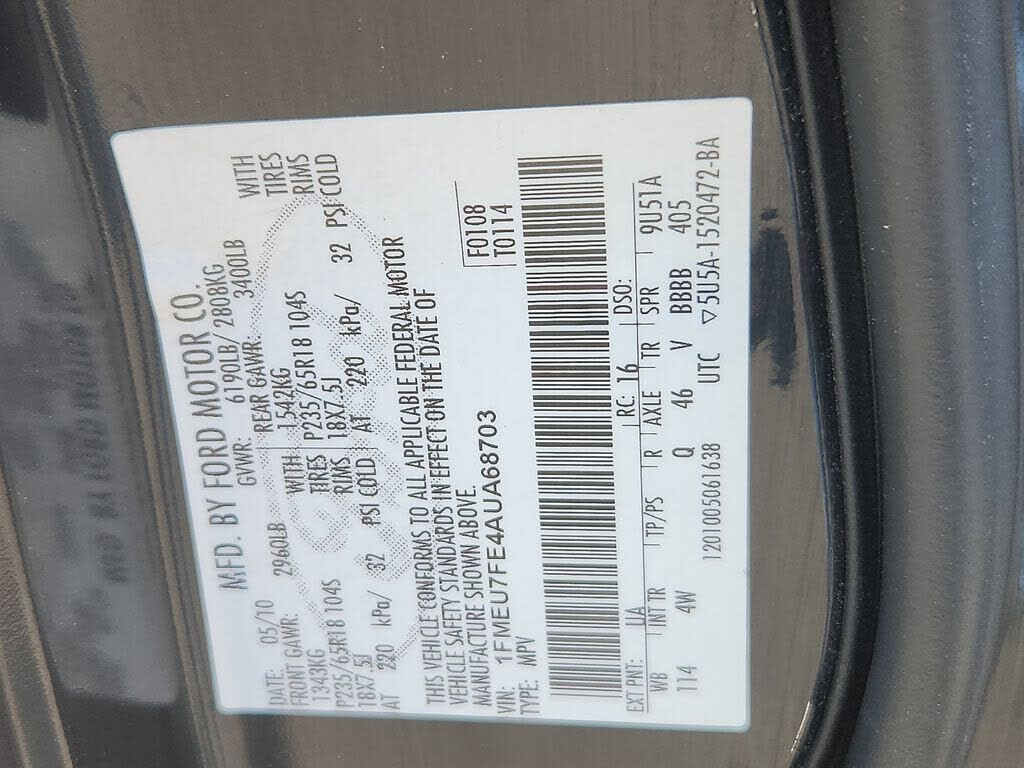 MFD. BY FORD MOTOR CO.
DATE: 05/10 GVWR: 6190LB/ 2808KG
FRONT GAWR: 2960LB REAR GAWR: 3400LB
1343KG WITH 1542KG WITH
P235/65R18 104S TIRES P235/65R18 104S TIRES
18X7.5J RIMS 18X7.5J RIMS
AT 220 kPa/ 32 PSI COLD AT 220 kPa/ 32 PSI COLD
THIS VEHICLE CONFORMS TO ALL APPLICABLE FEDERAL MOTOR
VEHICLE SAFETY STANDARDS IN EFFECT ON THE DATE OF
MANUFACTURE SHOWN ABOVE.
VIN: 1FMEU7FE4AUA68703
TYPE: MPV
F0108
T0114
EXT PNT: UA RC: 16 DSO:
WB INT TR TP/PS R AXLE TR SPR 9U51A
114 4W Q 46 V BBBB 405
UTC ▽5U5A-1520472-BA
1201005061638